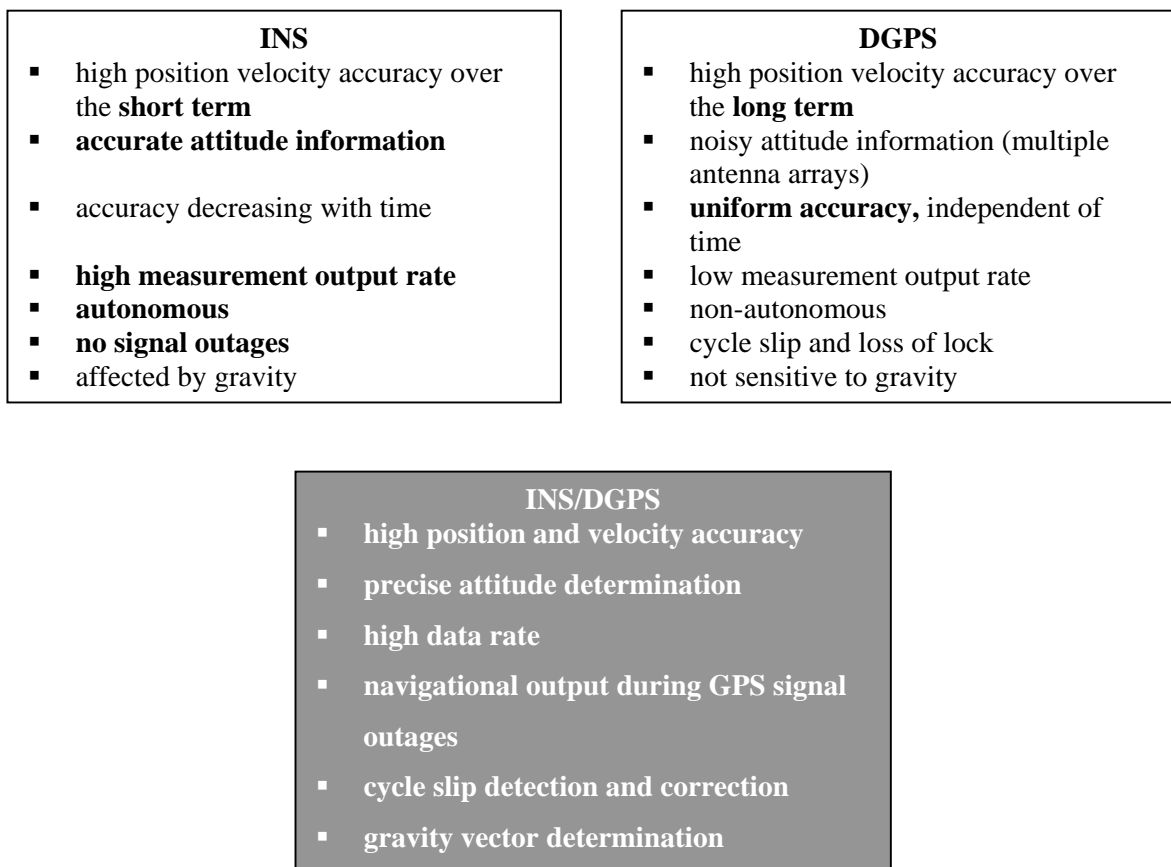 INS
▪ high position velocity accuracy over
the short term
▪ accurate attitude information
▪ accuracy decreasing with time
▪ high measurement output rate
▪ autonomous
▪ no signal outages
▪ affected by gravity
DGPS
▪ high position velocity accuracy over
the long term
▪ noisy attitude information (multiple
antenna arrays)
▪ uniform accuracy, independent of
time
▪ low measurement output rate
▪ non-autonomous
▪ cycle slip and loss of lock
▪ not sensitive to gravity
INS/DGPS
▪ high position and velocity accuracy
▪ precise attitude determination
▪ high data rate
▪ navigational output during GPS signal
outages
▪ cycle slip detection and correction
▪ gravity vector determination